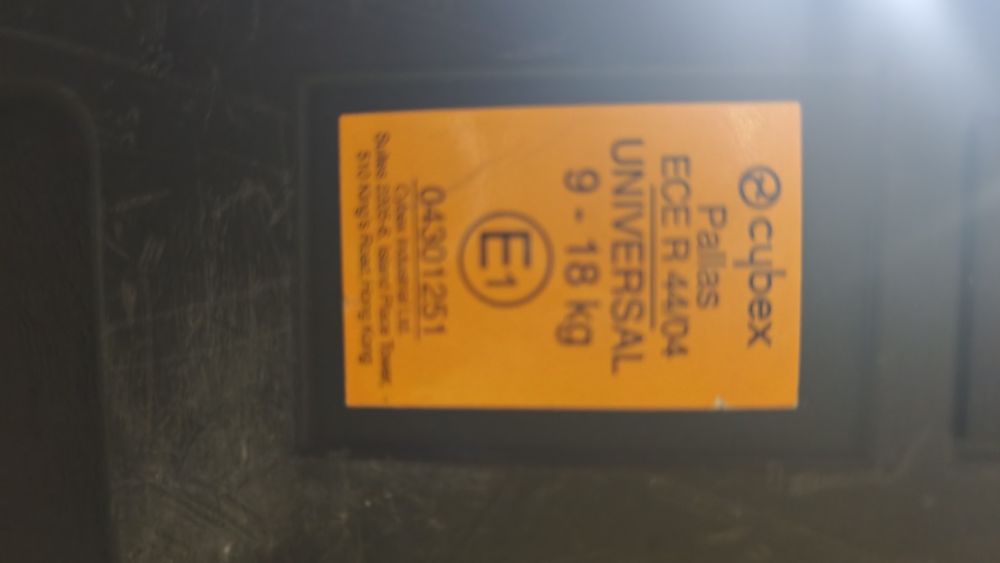 cybex
Pallas
ECE R 44/04
UNIVERSAL
9 - 18 kg
E1
04301251
Cybex Industrial Ltd.
Suites 2302-6, Island Place Tower,
510 King's Road, Hong Kong